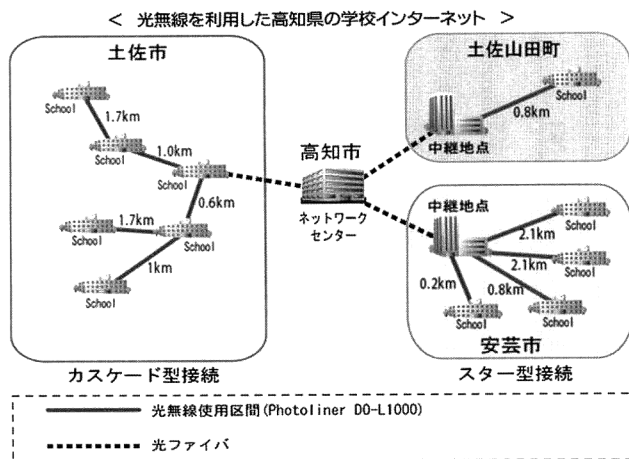 < 光無線を利用した高知県の学校インターネット >
土佐市
School
1.7km
School
1.0km
School
0.6km
School
1.7km
School
1km
School
カスケード型接続
高知市
ネットワーク
センター
土佐山田町
School
0.8km
中継地点
中継地点
School
2.1km
2.1km
School
0.2km
0.8km
School
School
安芸市
スター型接続
光無線使用区間(Photoliner DO-L1000)
光ファイバ